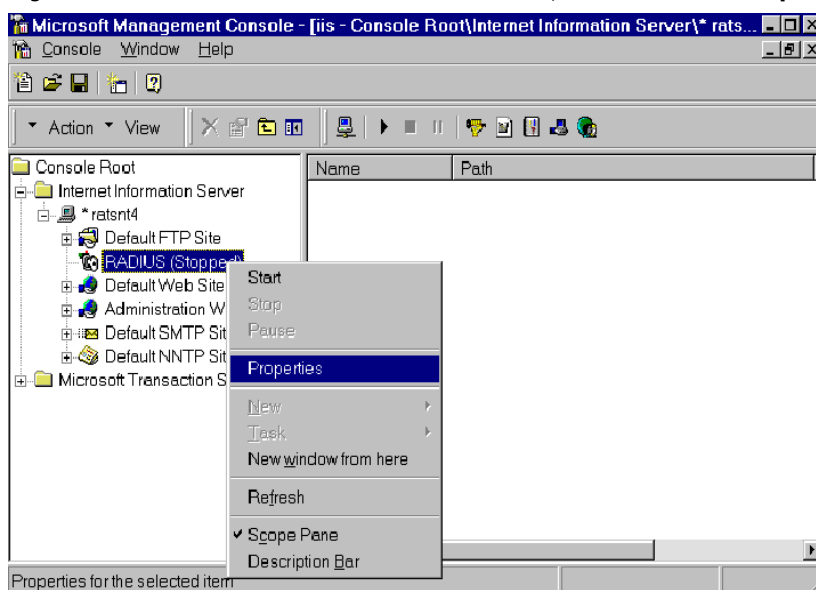 Microsoft Management Console - [iis - Console Root\Internet Information Server\* rats...
Console Window Help
Action View
Console Root
Internet Information Server
* ratsnt4
Default FTP Site
RADIUS (Stopped)
Default Web Site
Administration W
Default SMTP Sit
Default NNTP Sit
Microsoft Transaction S
Name Path
Start
Stop
Pause
Properties
New
Task
New window from here
Refresh
Scope Pane
Description Bar
Properties for the selected item